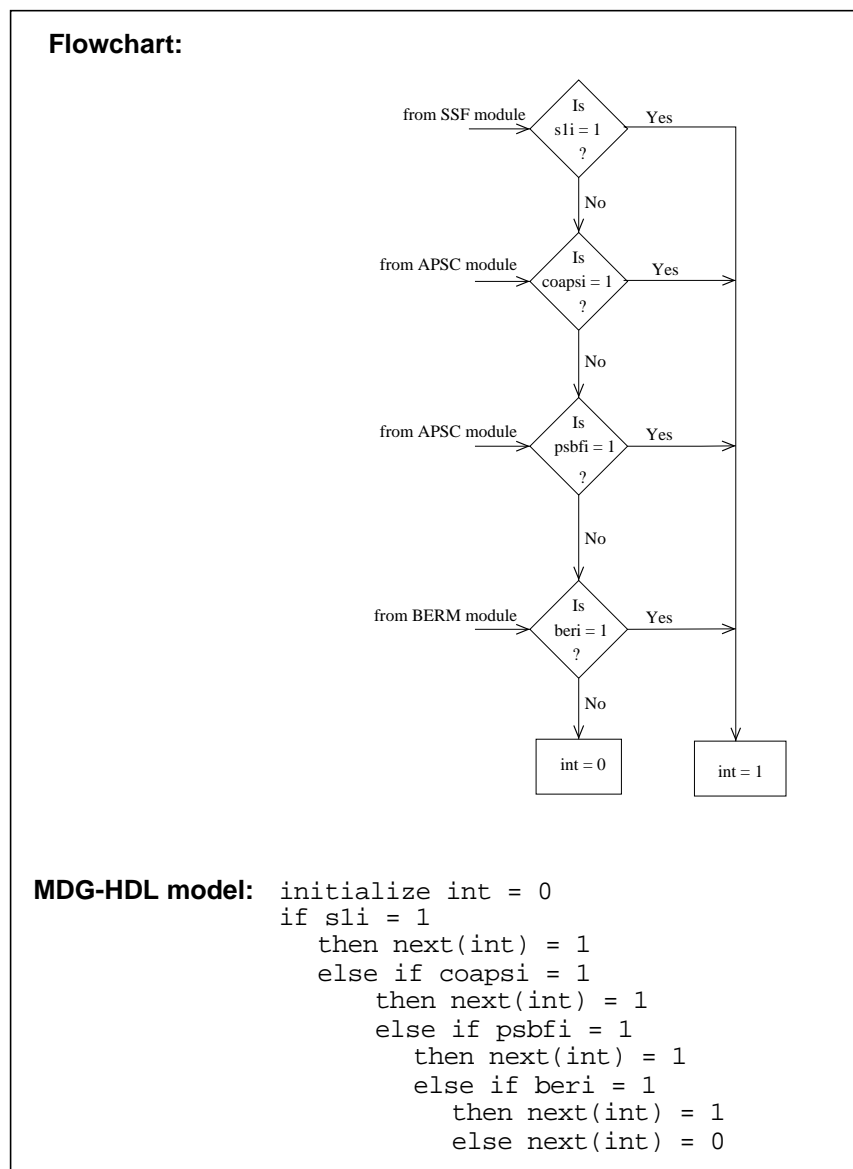 Flowchart:
Is
from SSF module
s1i = 1
Yes
?
No
Is
from APSC module
coapsi = 1
Yes
?
No
Is
from APSC module
psbfi = 1
Yes
?
No
Is
from BERM module
beri = 1
Yes
?
No
int = 0
int = 1
MDG-HDL model: initialize int = 0
if s1i = 1
then next(int) = 1
else if coapsi = 1
then next(int) = 1
else if psbfi = 1
then next(int) = 1
else if beri = 1
then next(int) = 1
else next(int) = 0